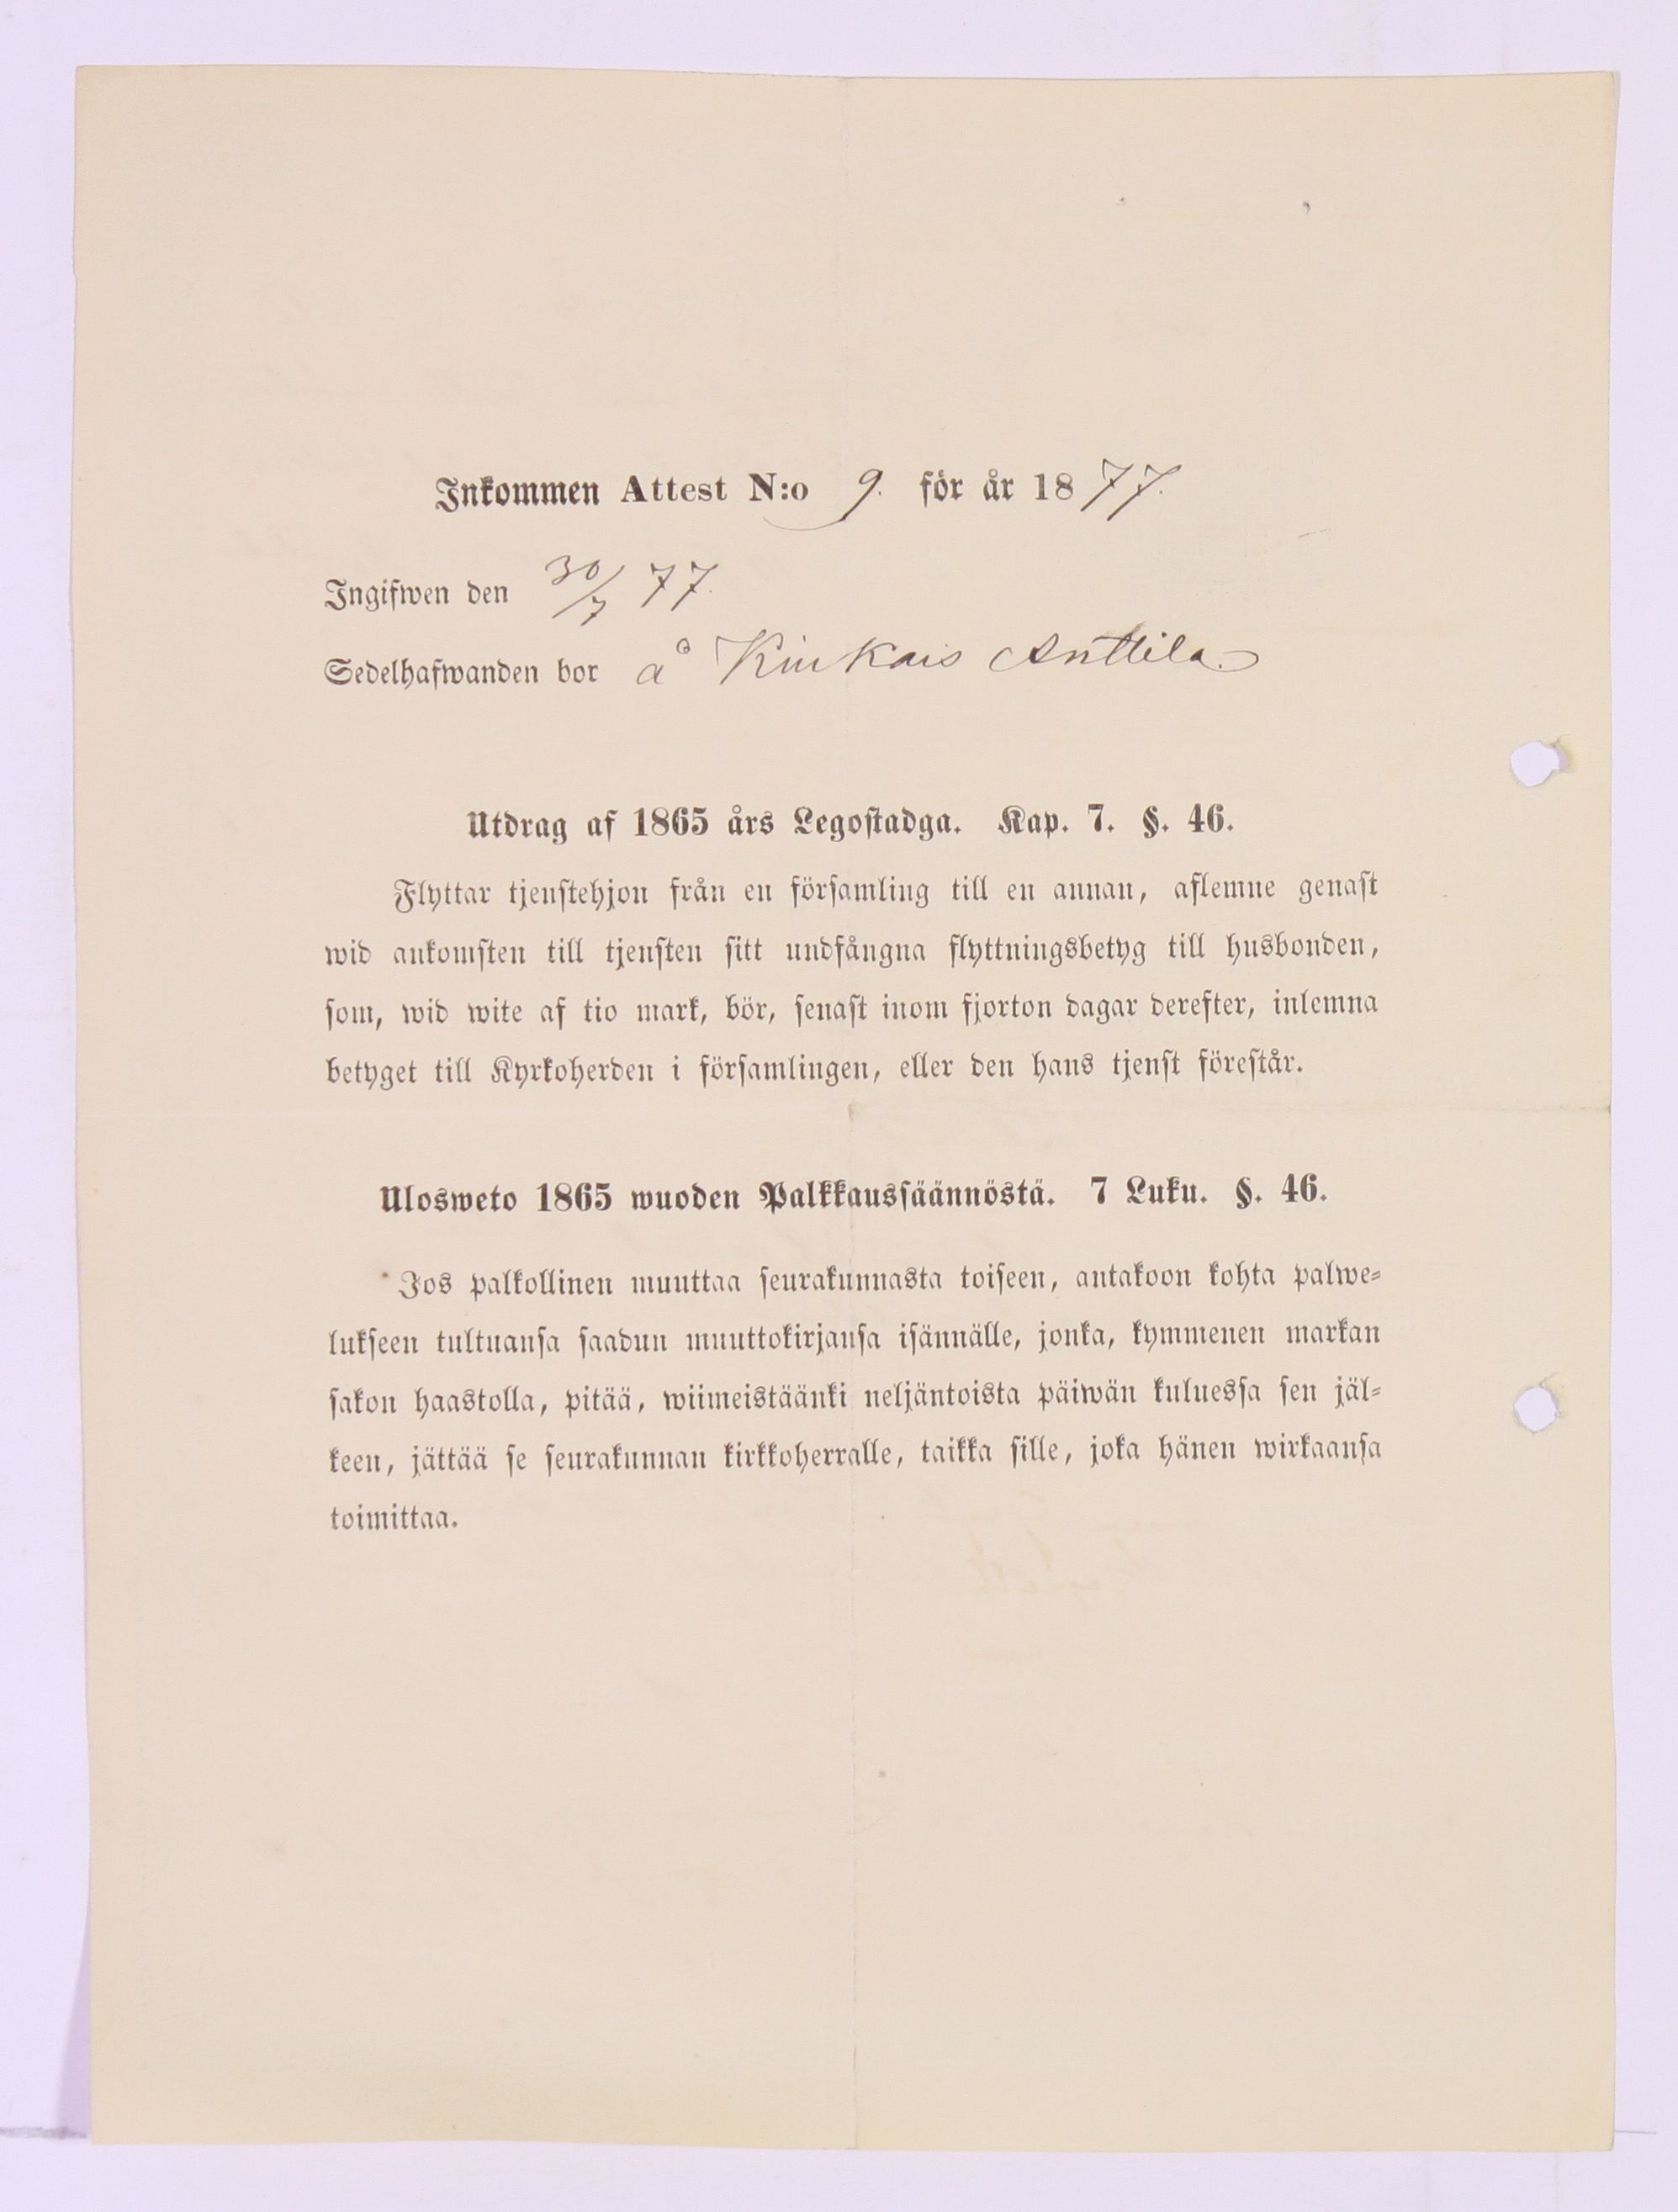 Inkommen Attest N:o 9. för år 1877.
Ingifwen den 30/7 77.
Sedelhafwanden bor å Kiukais Anttila.
Utdrag af 1865 års Legostadga. Kap. 7. §. 46.
Flyttar tjenstehjon från en församling till en annan, aflemne genast
wid ankomsten till tjensten sitt undfångna flyttningsbetyg till husbonden,
som, wid wite af tio mark, bör, senast inom fjorton dagar derefter, inlemna
betyget till Kyrkoherden i församlingen, eller den hans tjenst förestår.
Ulosweto 1865 wuoden Palkkaussäännöstä. 7 Luku. §. 46.
Jos palkollinen muuttaa seurakunnasta toiseen, antakoon kohta palwe-
lukseen tultuansa saadun muuttokirjansa isännälle, jonka, kymmenen markan
sakon haastolla, pitää, wiimeistäänki neljäntoista päiwän kuluessa sen jäl-
keen, jättää se seurakunnan kirkkoherralle, taikka sille, joka hänen wirkaansa
toimittaa.